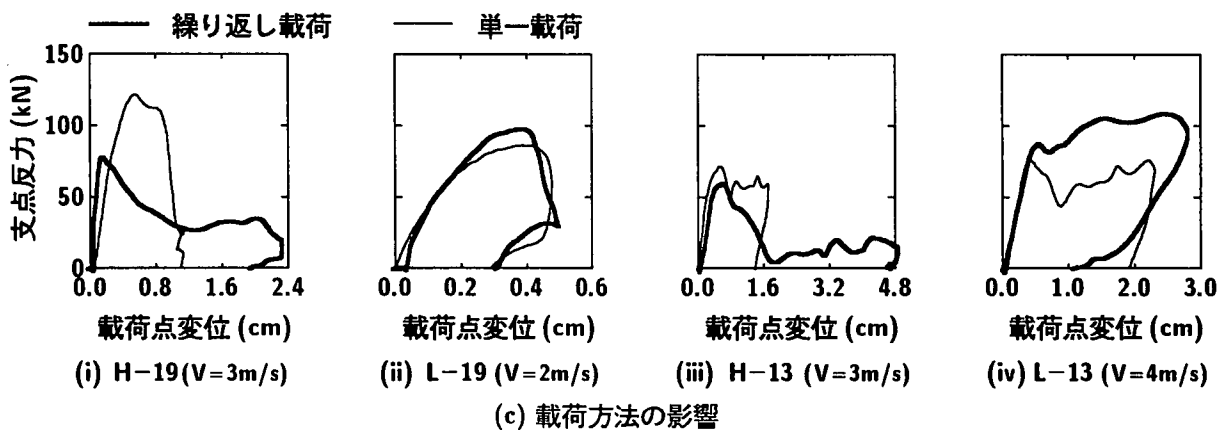 繰り返し載荷 単一載荷
150
100
50
0
支点反力 (kN)
0.0 0.8 1.6 2.4
0.0 0.2 0.4 0.6
0.0 1.6 3.2 4.8
0.0 1.0 2.0 3.0
載荷点変位 (cm) 載荷点変位 (cm) 載荷点変位 (cm) 載荷点変位 (cm)
(i) H-19 (V=3m/s) (ii) L-19 (V=2m/s) (iii) H-13 (V=3m/s) (iv) L-13 (V=4m/s)
(c) 載荷方法の影響